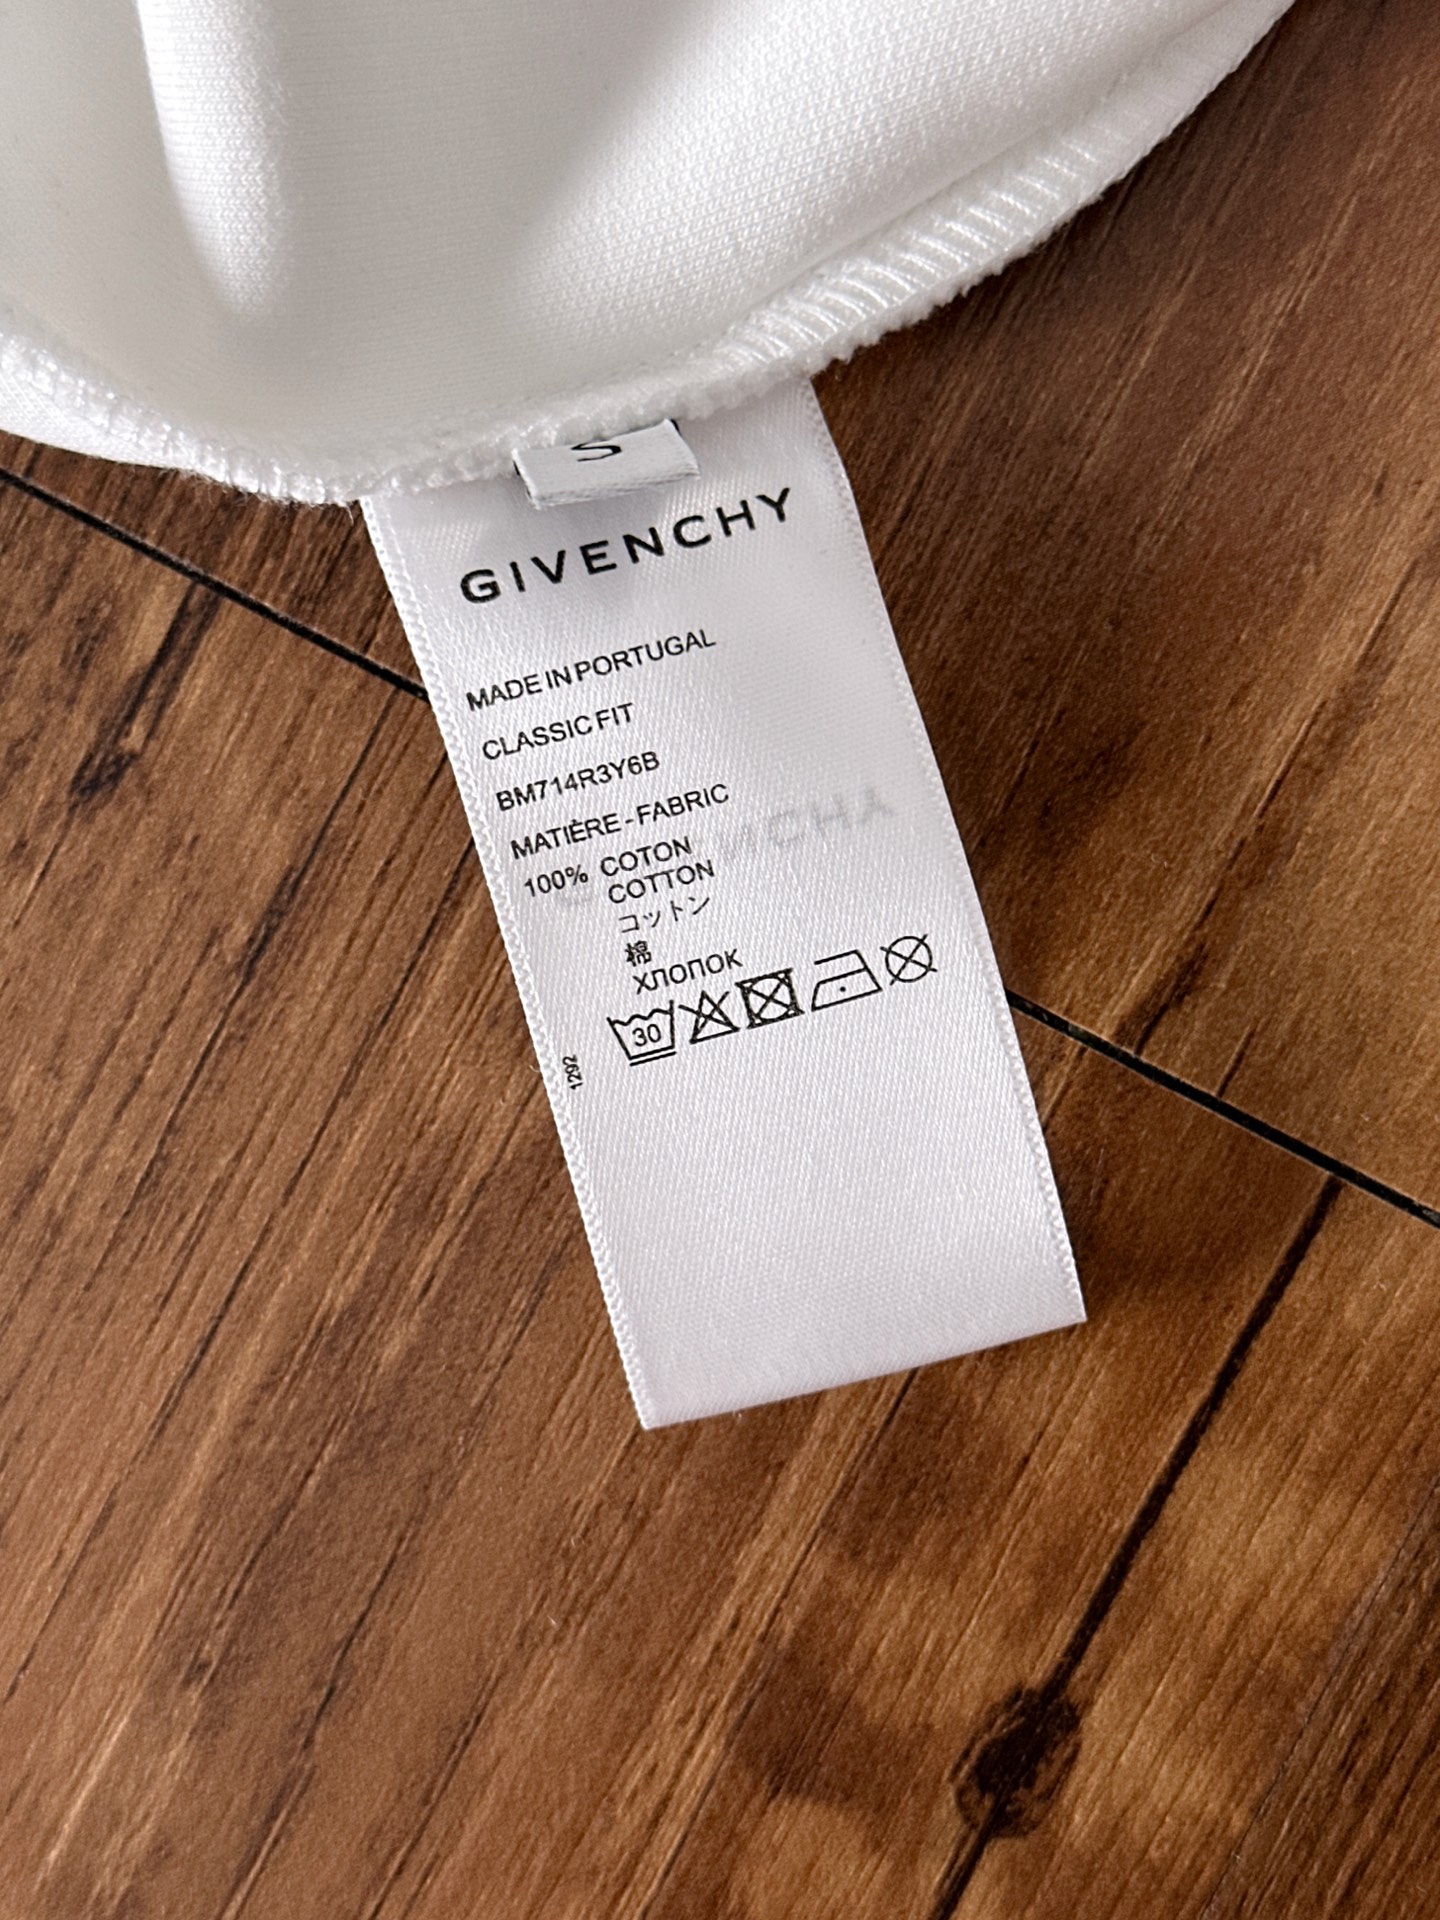 S
GIVENCHY
MADE IN PORTUGAL
CLASSIC FIT
BM714R3Y6B
MATIÈRE - FABRIC
100% COTON
COTTON
コットン
棉
ХЛОПОК
30
1292